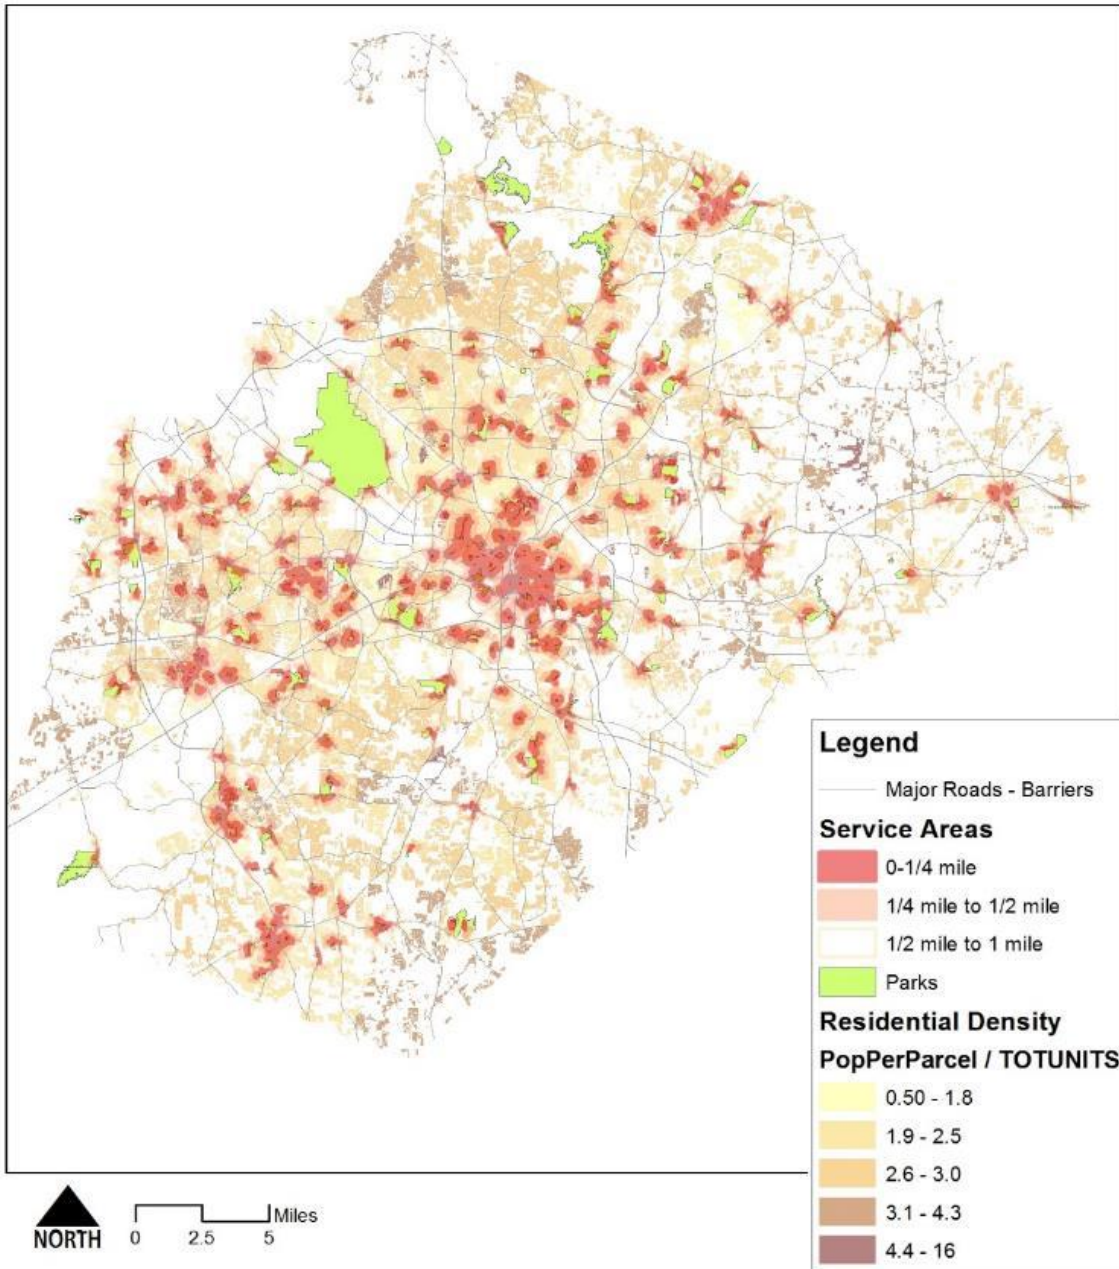 Legend
Major Roads - Barriers
Service Areas
0-1/4 mile
1/4 mile to 1/2 mile
1/2 mile to 1 mile
Parks
Residential Density
PopPerParcel / TOTUNITS
0.50 - 1.8
1.9 - 2.5
2.6 - 3.0
3.1 - 4.3
4.4 - 16
NORTH
Miles
0 2.5 5